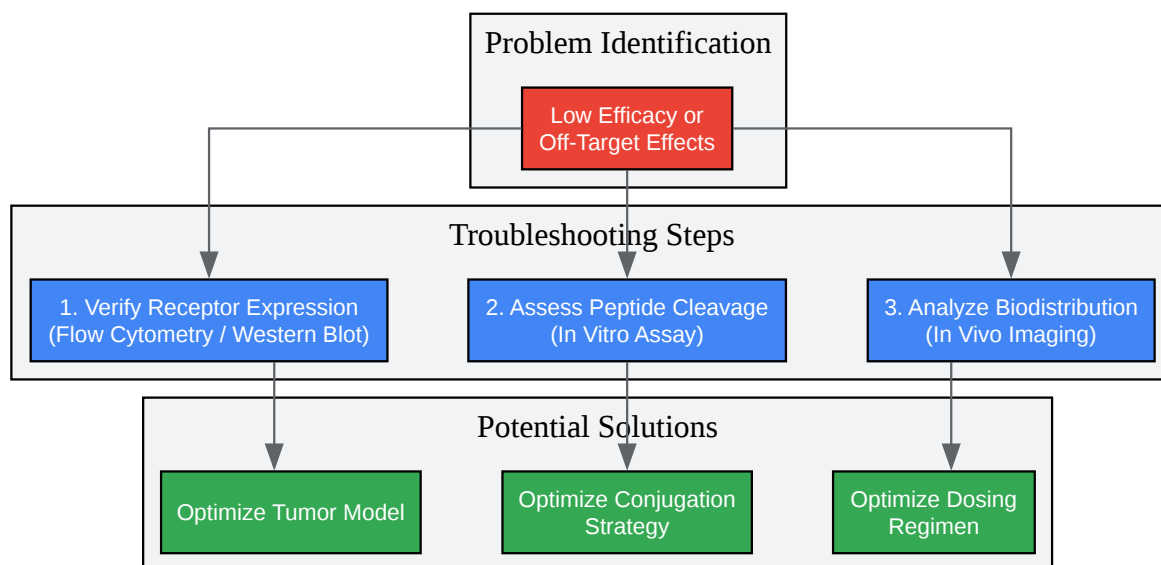 Problem Identification
Low Efficacy or
Off-Target Effects
Troubleshooting Steps
1. Verify Receptor Expression
(Flow Cytometry / Western Blot)
2. Assess Peptide Cleavage
(In Vitro Assay)
3. Analyze Biodistribution
(In Vivo Imaging)
Potential Solutions
Optimize Tumor Model
Optimize Conjugation
Strategy
Optimize Dosing
Regimen